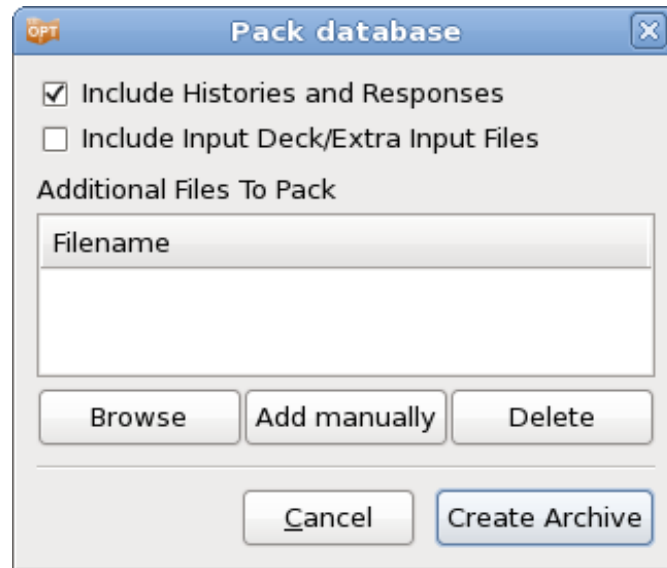 OPT
Pack database
Include Histories and Responses
Include Input Deck/Extra Input Files
Additional Files To Pack
Filename
Browse Add manually Delete
Cancel Create Archive